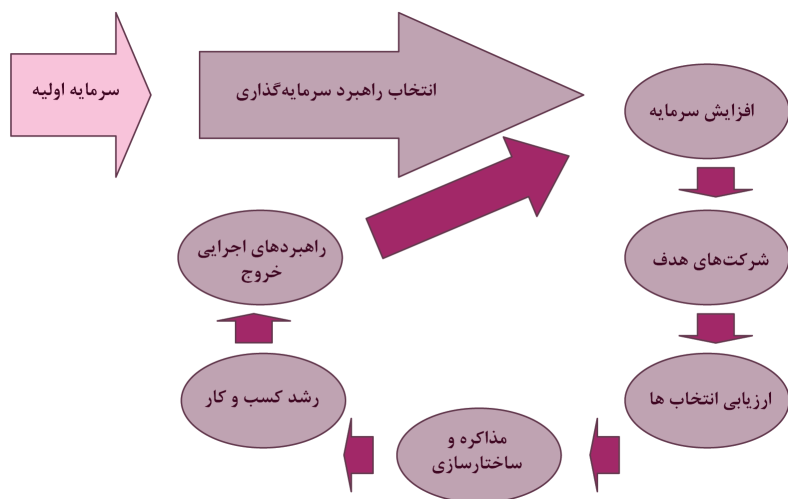 سرمایه اولیه
انتخاب راهبرد سرمایه‌گذاری
افزایش سرمایه
شرکت‌های هدف
ارزیابی انتخاب ها
مذاکره و
ساختارسازی
رشد کسب و کار
راهبردهای اجرایی
خروج